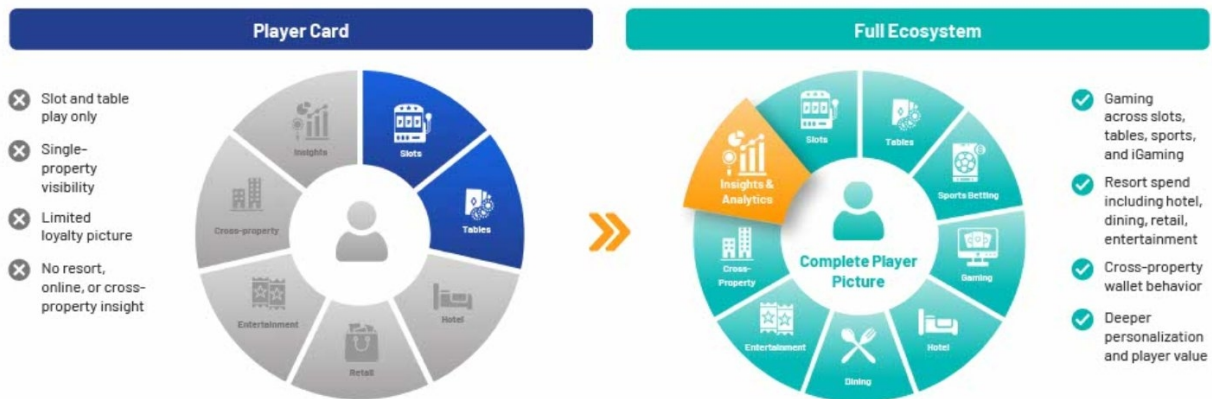 Player Card
Slot and table
play only
Single-
property
visibility
Limited
loyalty picture
No resort,
online, or cross-
property insight
Insights
Slots
Cross-property
Tables
Entertainment
Hotel
Retail
Full Ecosystem
Slots
Tables
Insights &
Analytics
Sports Betting
Cross-
Property
Complete Player
Picture
Gaming
Entertainment
Hotel
Dining
Gaming
across slots,
tables, sports,
and iGaming
Resort spend
including hotel,
dining, retail,
entertainment
Cross-property
wallet behavior
Deeper
personalization
and player value